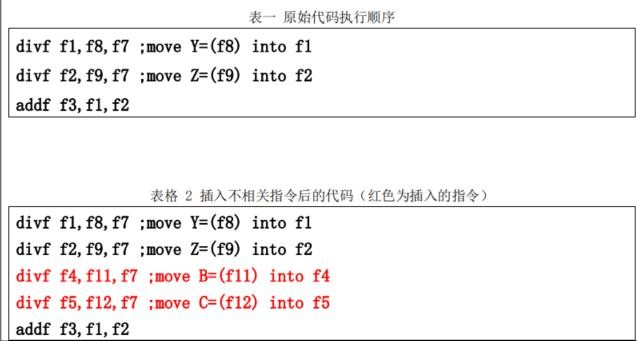 表一 原始代码执行顺序
divf f1,f8,f7 ;move Y=(f8) into f1
divf f2,f9,f7 ;move Z=(f9) into f2
addf f3,f1,f2
表格 2 插入不相关指令后的代码（红色为插入的指令）
divf f1,f8,f7 ;move Y=(f8) into f1
divf f2,f9,f7 ;move Z=(f9) into f2
divf f4,f11,f7 ;move B=(f11) into f4
divf f5,f12,f7 ;move C=(f12) into f5
addf f3,f1,f2